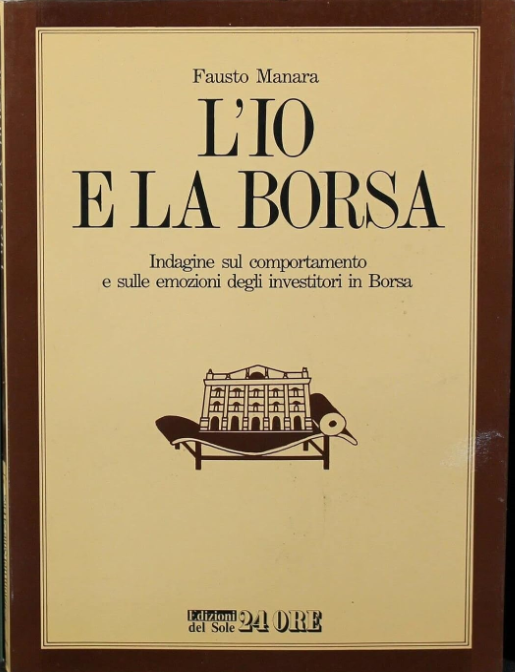 Fausto Manara
L'IO
E LA BORSA
Indagine sul comportamento
e sulle emozioni degli investitori in Borsa
Edizioni
del Sole 24 ORE